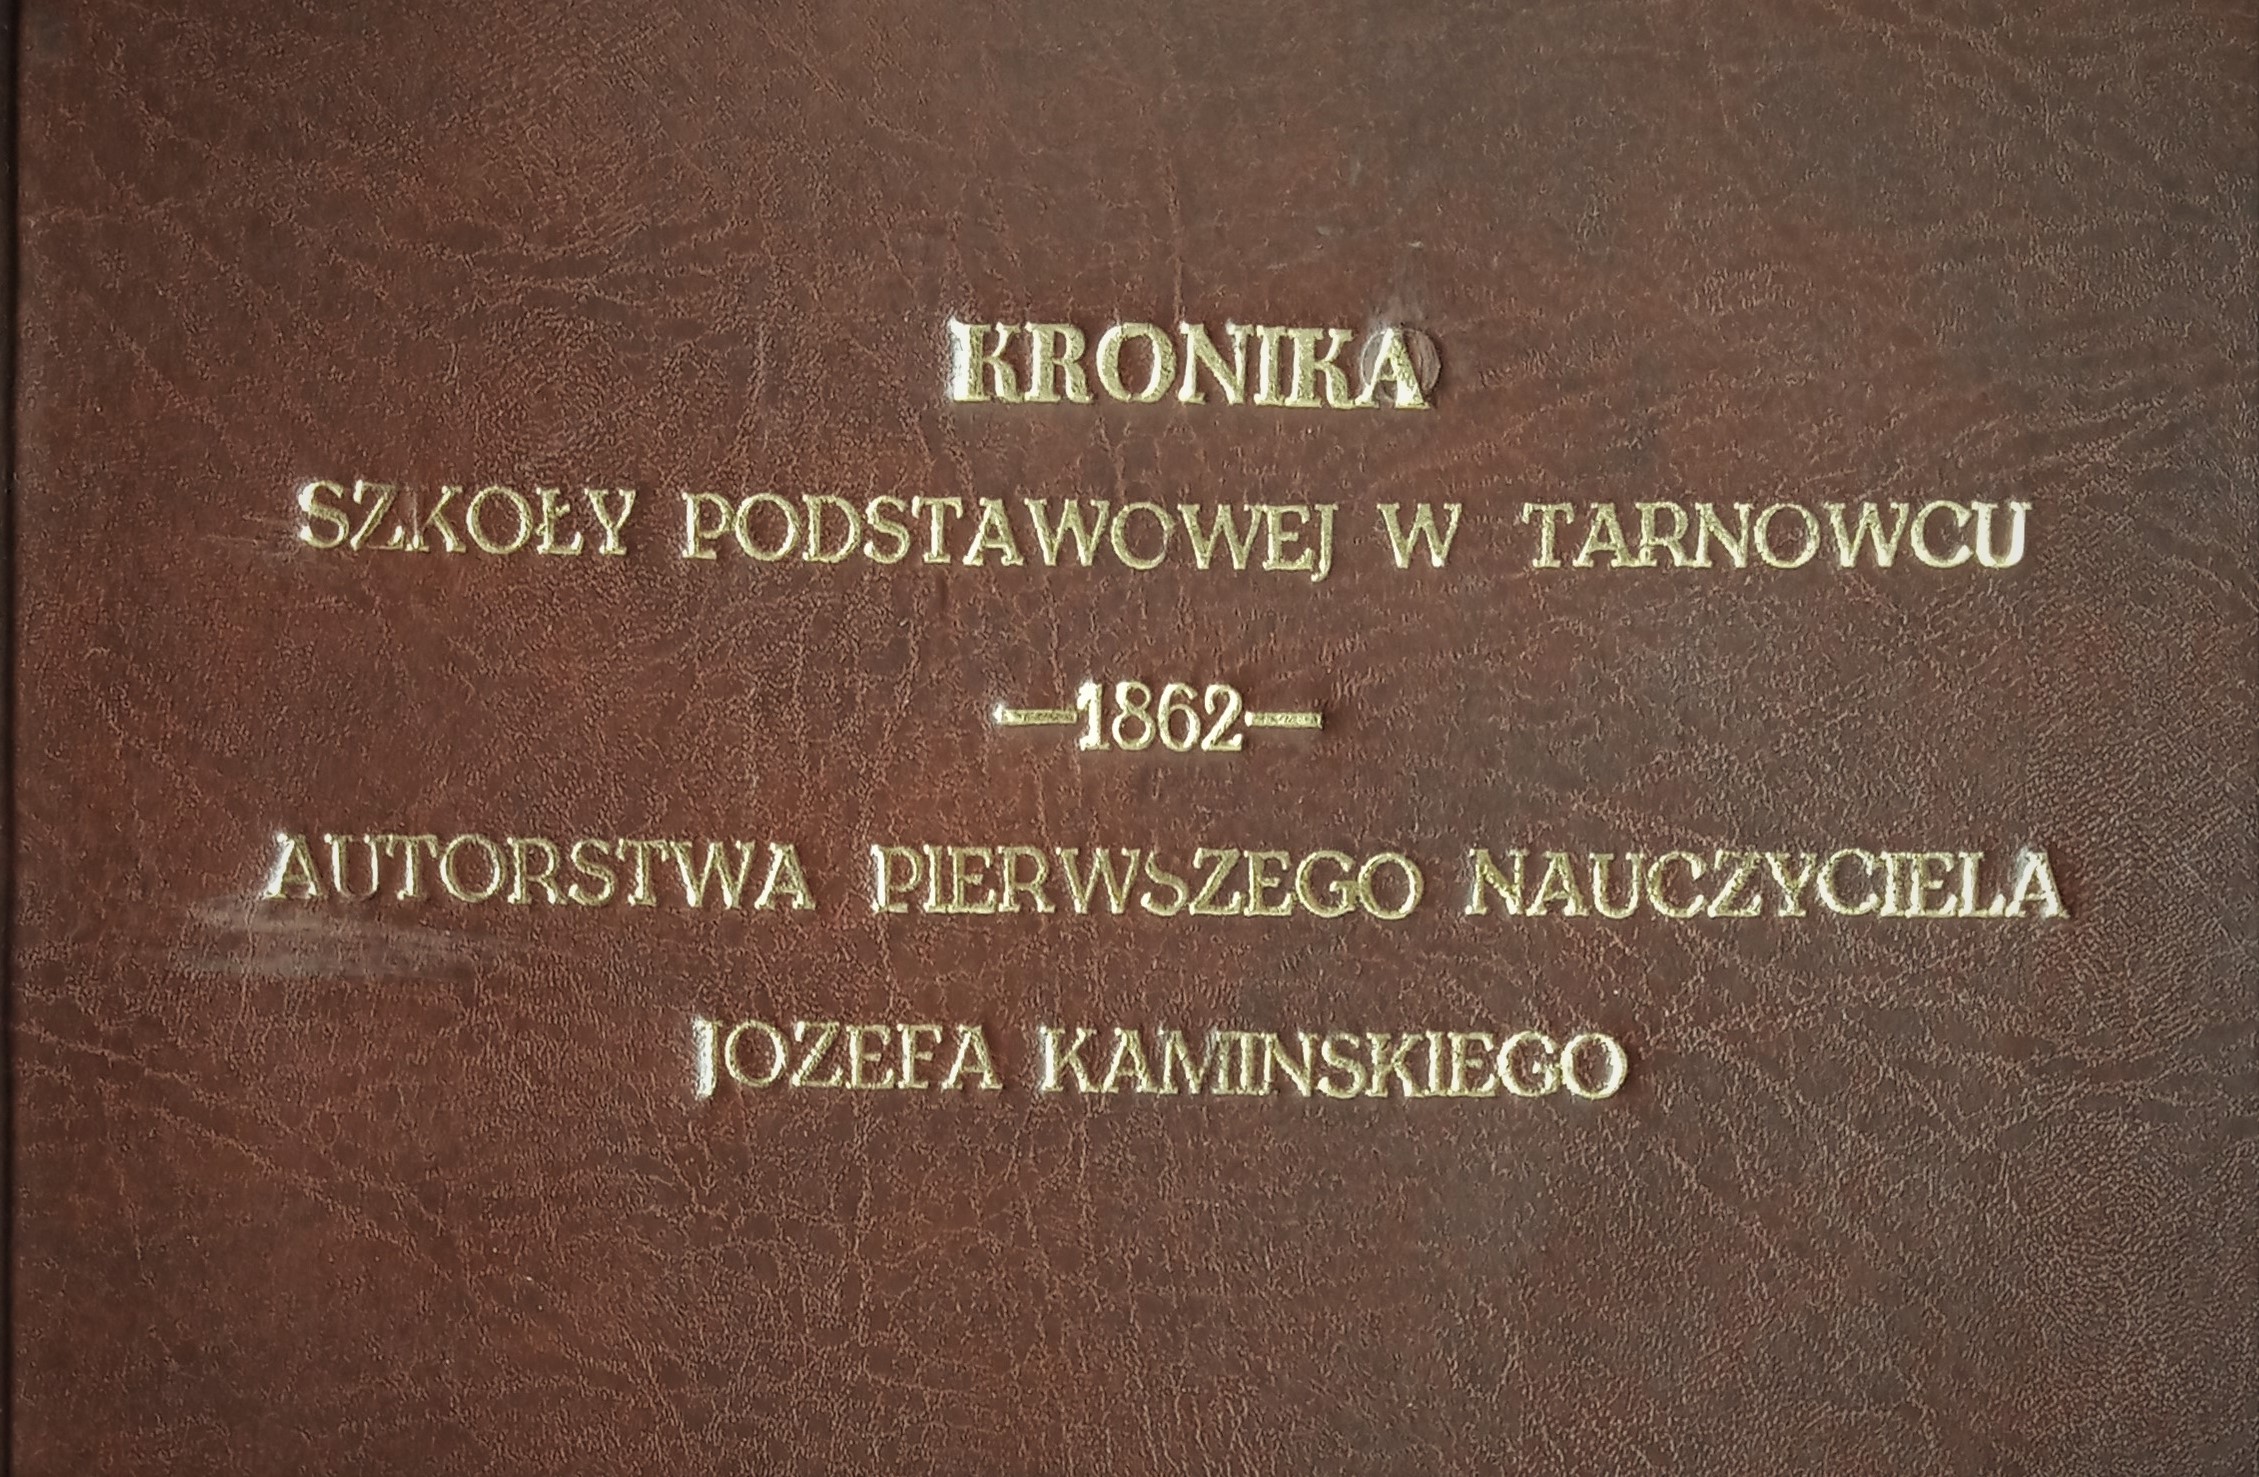 KRONIKA
SZKOŁY PODSTAWOWEJ W TARNOWCU
—1862—
AUTORSTWA PIERWSZEGO NAUCZYCIELA
JOZEFA KAMINSKIEGO